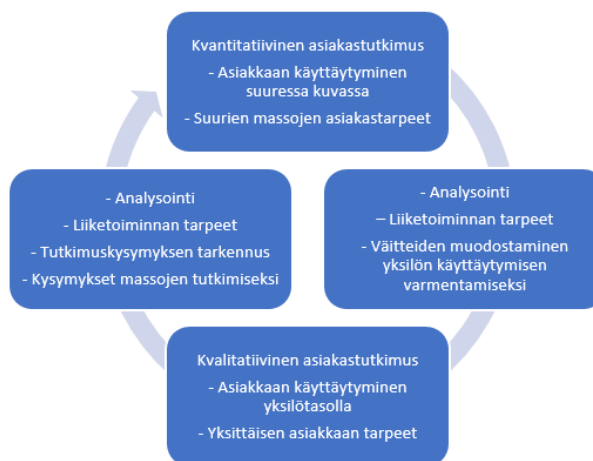 Kvantitatiivinen asiakastutkimus
- Asiakkaan käyttäytyminen
suuressa kuvassa
- Suurien massojen asiakastarpeet
- Analysointi
- Liiketoiminnan tarpeet
- Tutkimuskysymyksen tarkennus
- Kysymykset massojen tutkimiseksi
- Analysointi
– Liiketoiminnan tarpeet
- Väitteiden muodostaminen
yksilön käyttäytymisen
varmentamiseksi
Kvalitatiivinen asiakastutkimus
- Asiakkaan käyttäytyminen
yksilötasolla
- Yksittäisen asiakkaan tarpeet